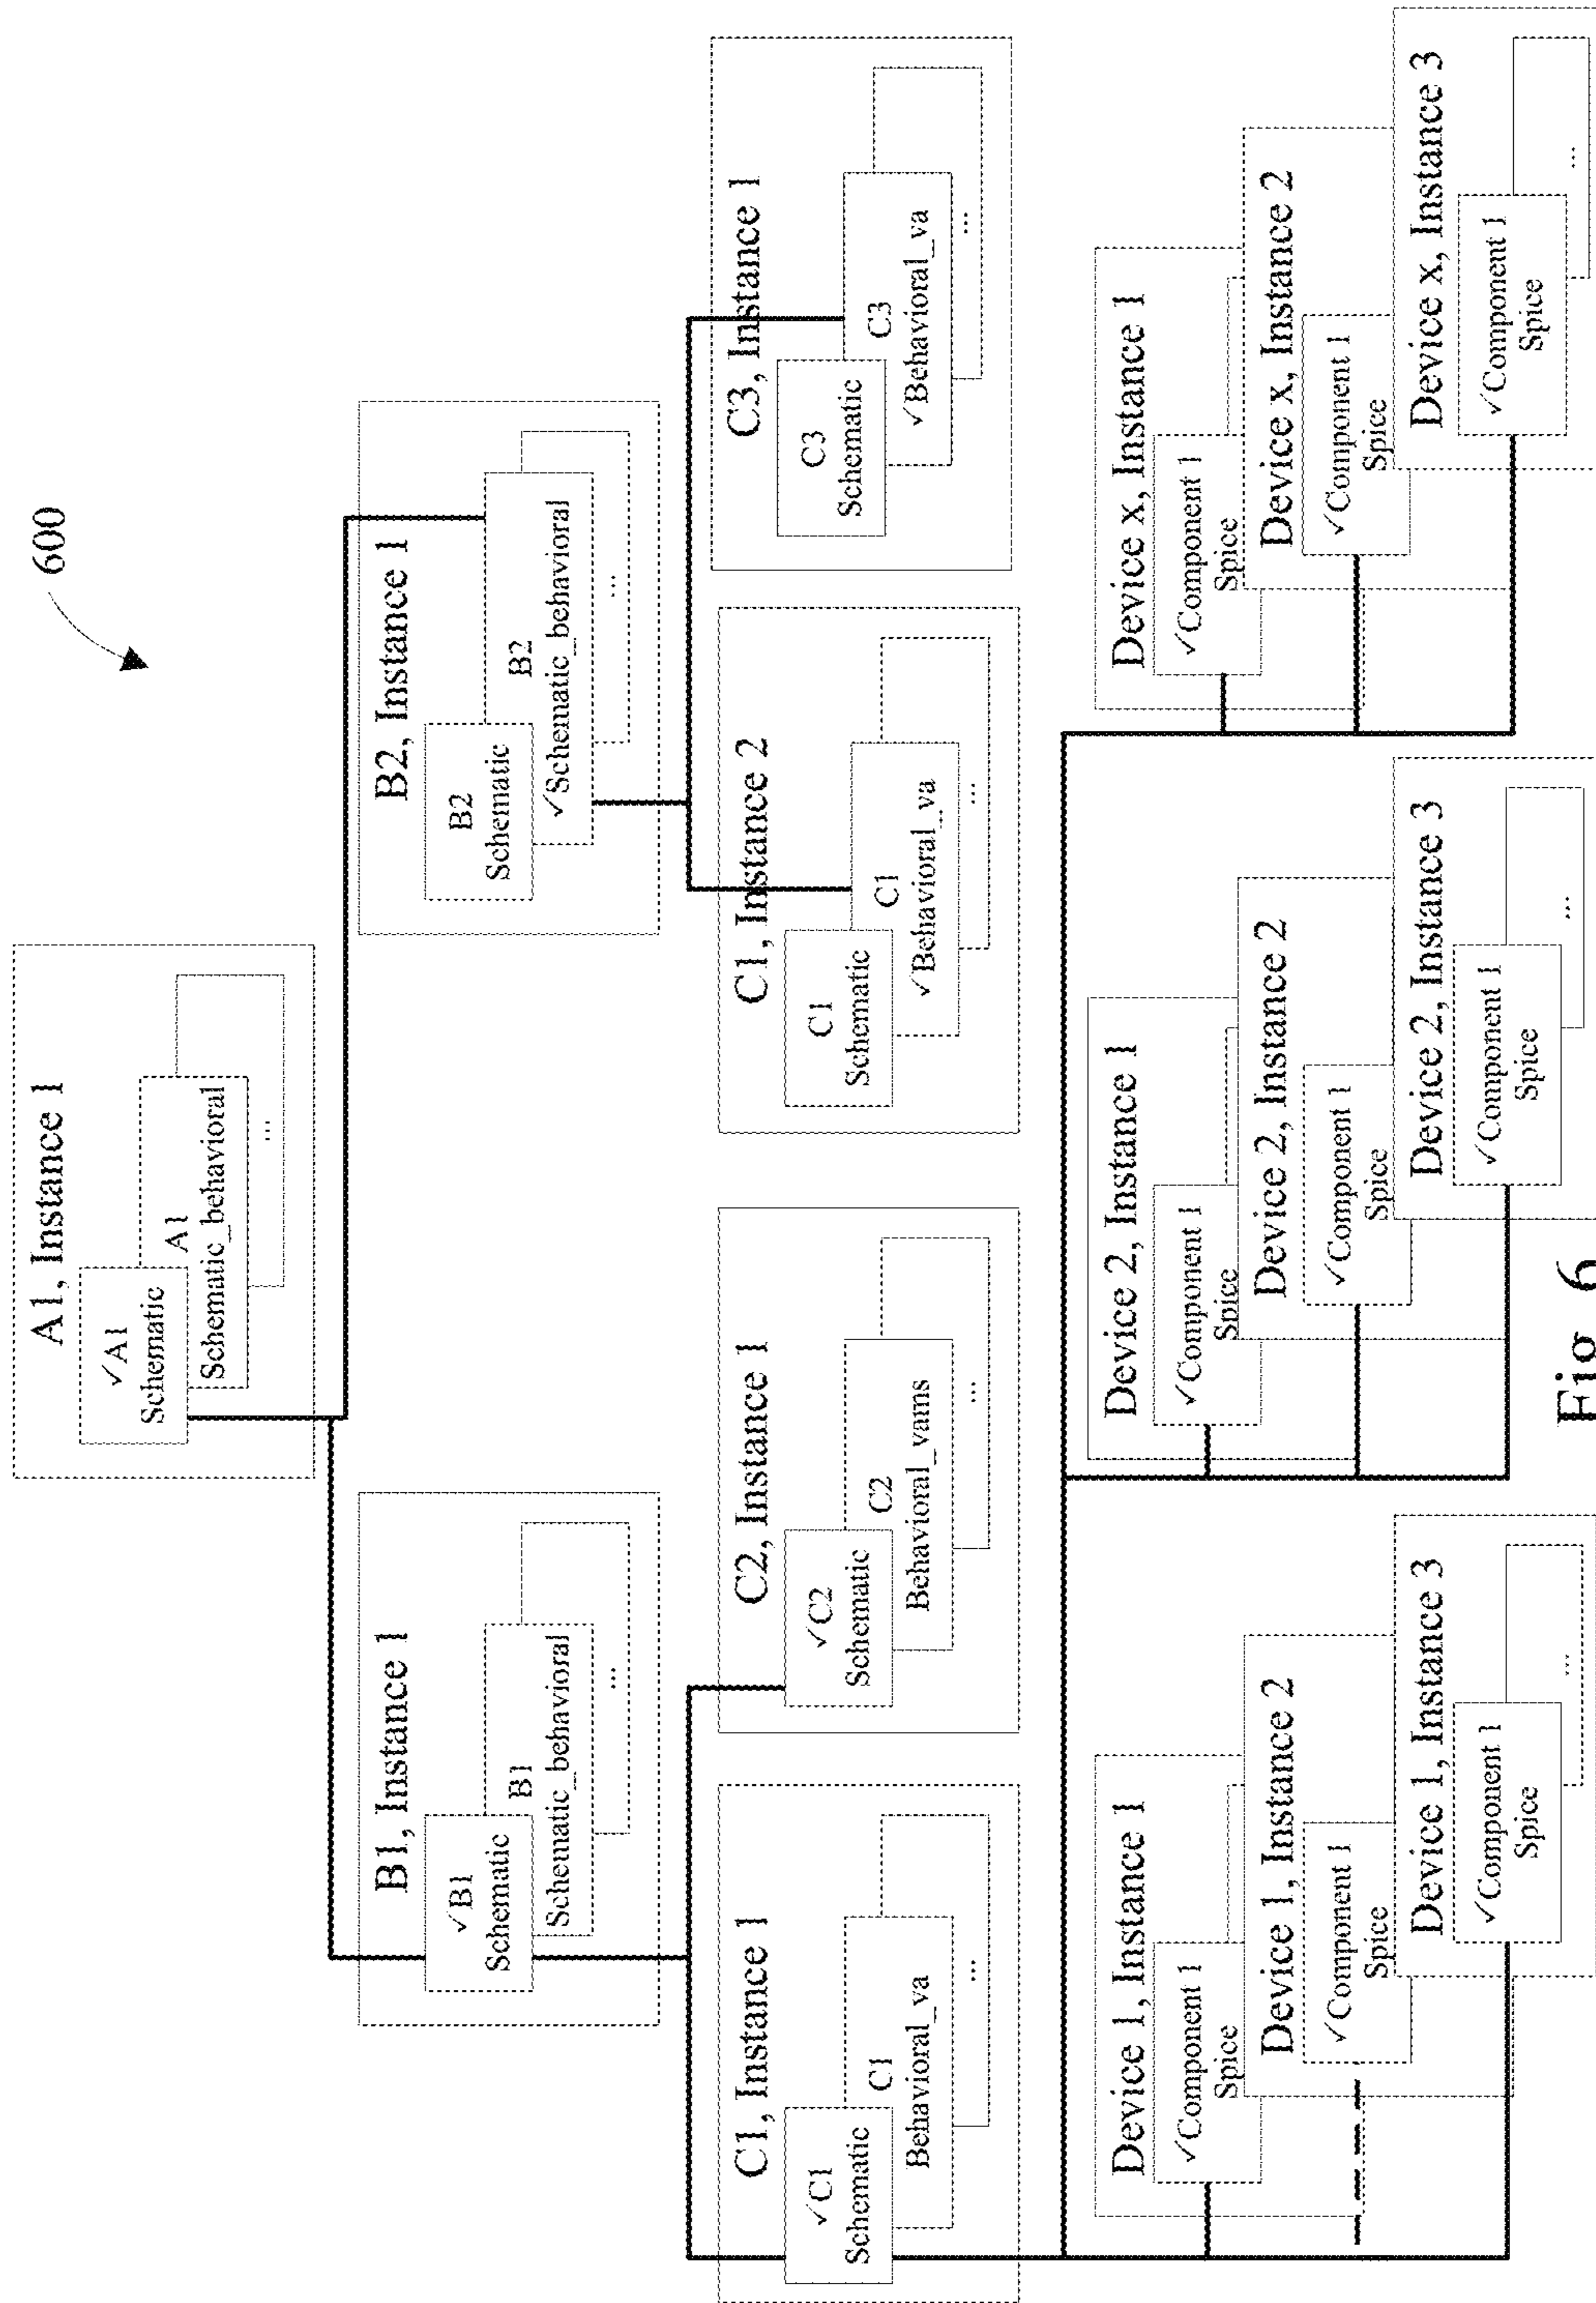 600
A1, Instance 1
✓A1
Schematic
A1
Schematic_behavioral
...
B1, Instance 1
✓B1
Schematic
B1
Schematic_behavioral
...
B2, Instance 1
B2
Schematic
B2
✓Schematic_behavioral
...
C1, Instance 1
✓C1
Schematic
C1
Behavioral_va
...
C2, Instance 1
✓C2
Schematic
C2
Behavioral_vams
...
C1, Instance 2
C1
Schematic
C1
✓Behavioral_va
...
C3, Instance 1
C3
Schematic
C3
✓Behavioral_va
...
Device 1, Instance 1
✓Component 1
Spice
Device 1, Instance 2
✓Component 1
Spice
Device 1, Instance 3
✓Component 1
Spice
...
Device 2, Instance 1
✓Component 1
Spice
Device 2, Instance 2
✓Component 1
Spice
Device 2, Instance 3
✓Component 1
Spice
...
Device x, Instance 1
✓Component 1
Spice
Device x, Instance 2
✓Component 1
Spice
Device x, Instance 3
✓Component 1
Spice
...
Fig. 6